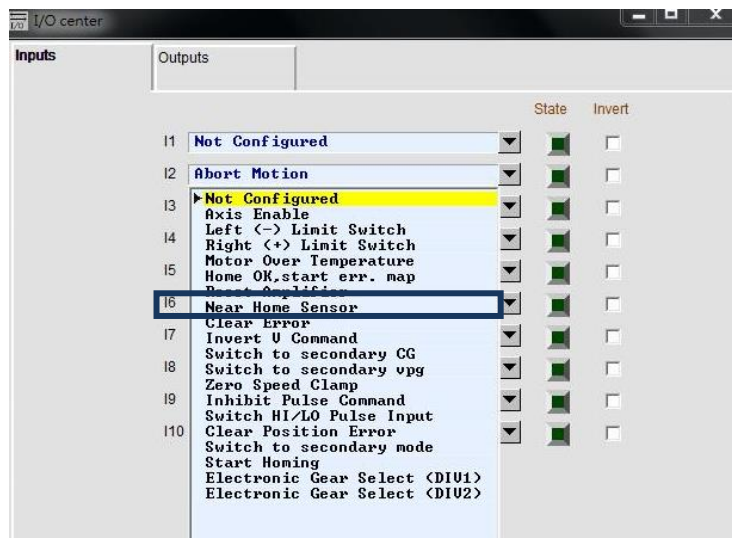 I/O I/O center
Inputs
Outputs
State Invert
I1 Not Configured
I2 Abort Motion
I3
I4
I5
I6
I7
I8
I9
I10
Not Configured
Axis Enable
Left (-) Limit Switch
Right (+) Limit Switch
Motor Over Temperature
Home OK,start err. map
Reset Amplifier
Near Home Sensor
Clear Error
Invert V Command
Switch to secondary CG
Switch to secondary vpg
Zero Speed Clamp
Inhibit Pulse Command
Switch HI/LO Pulse Input
Clear Position Error
Switch to secondary mode
Start Homing
Electronic Gear Select (DIV1)
Electronic Gear Select (DIV2)